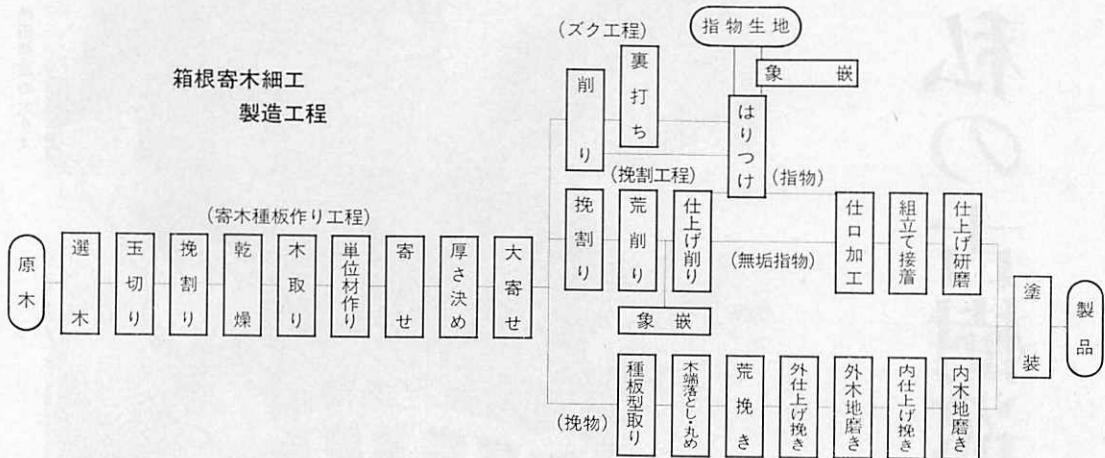 箱根寄木細工
製造工程
(寄木種板作り工程)
原木
選木
玉切り
挽割り
乾燥
木取り
単位材作り
寄せ
厚さ決め
大寄せ
(ズク工程)
削り
裏打ち
指物生地
象嵌
はりつけ
(指物)
(挽割工程)
挽割り
荒削り
仕上げ削り
(無垢指物)
象嵌
仕口加工
組立て接着
仕上げ研磨
(挽物)
種板型取り
木端落とし・丸め
荒挽き
外仕上げ挽き
外木地磨き
内仕上げ挽き
内木地磨き
塗装
製品